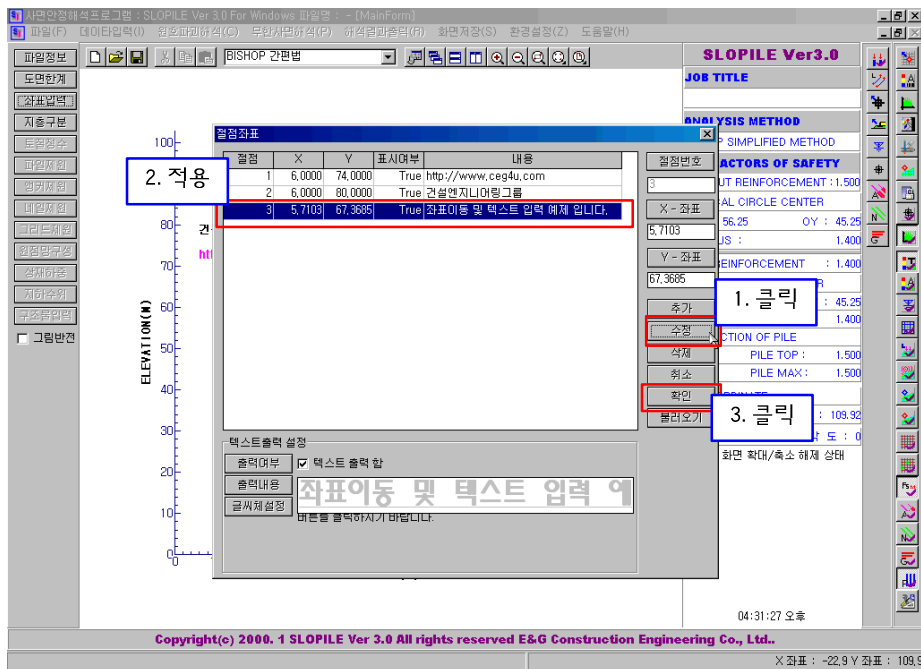 사면안정해석프로그램 : SLOPILE Ver 3.0 For Windows 파일명 : - [MainForm]
파일(F) 데이타입력(I) 원호파괴해석(C) 무한사면해석(P) 해석결과출력(R) 화면저장(S) 환경설정(Z) 도움말(H)
파일정보
BISHOP 간편법
도면한계
좌표입력
지층구분
토질정수
파일제원
앵커제원
네일제원
그리드제원
원점망구성
상재하중
지하수위
구조물입력
그림반전
SLOPILE Ver3.0
JOB TITLE
ANALYSIS METHOD
SIMPLIFIED METHOD
ACTORS OF SAFETY
UT REINFORCEMENT : 1.500
AL CIRCLE CENTER
56.25 OY : 45.25
US : 1.400
EINFORCEMENT : 1.400
: 45.25
1.400
CTION OF PILE
PILE TOP : 1.500
PILE MAX : 1.500
: 109.92
도 : 0
화면 확대/축소 해제 상태
04:31:27 오후
100
80
70
60
50
40
30
20
10
0
0
ELEVATION(M)
건
htt
절점좌표
절점 X Y 표시여부 내용
1 6,0000 74,0000 True http://www.ceg4u.com
2 6,0000 80,0000 True 건설엔지니어링그룹
3 5,7103 67,3685 True 좌표이동 및 텍스트 입력 예제 입니다.
절점번호
3
X - 좌표
5,7103
Y - 좌표
67,3685
추가
수정
삭제
취소
확인
불러오기
텍스트출력 설정
출력여부 텍스트 출력 함
출력내용 좌표이동 및 텍스트 입력 예
글씨체설정
버튼을 클릭하시기 바랍니다.
2. 적용
1. 클릭
3. 클릭
Copyright(c) 2000. 1 SLOPILE Ver 3.0 All rights reserved E&G Construction Engineering Co., Ltd..
X 좌표 : -22,9 Y 좌표 : 109,9